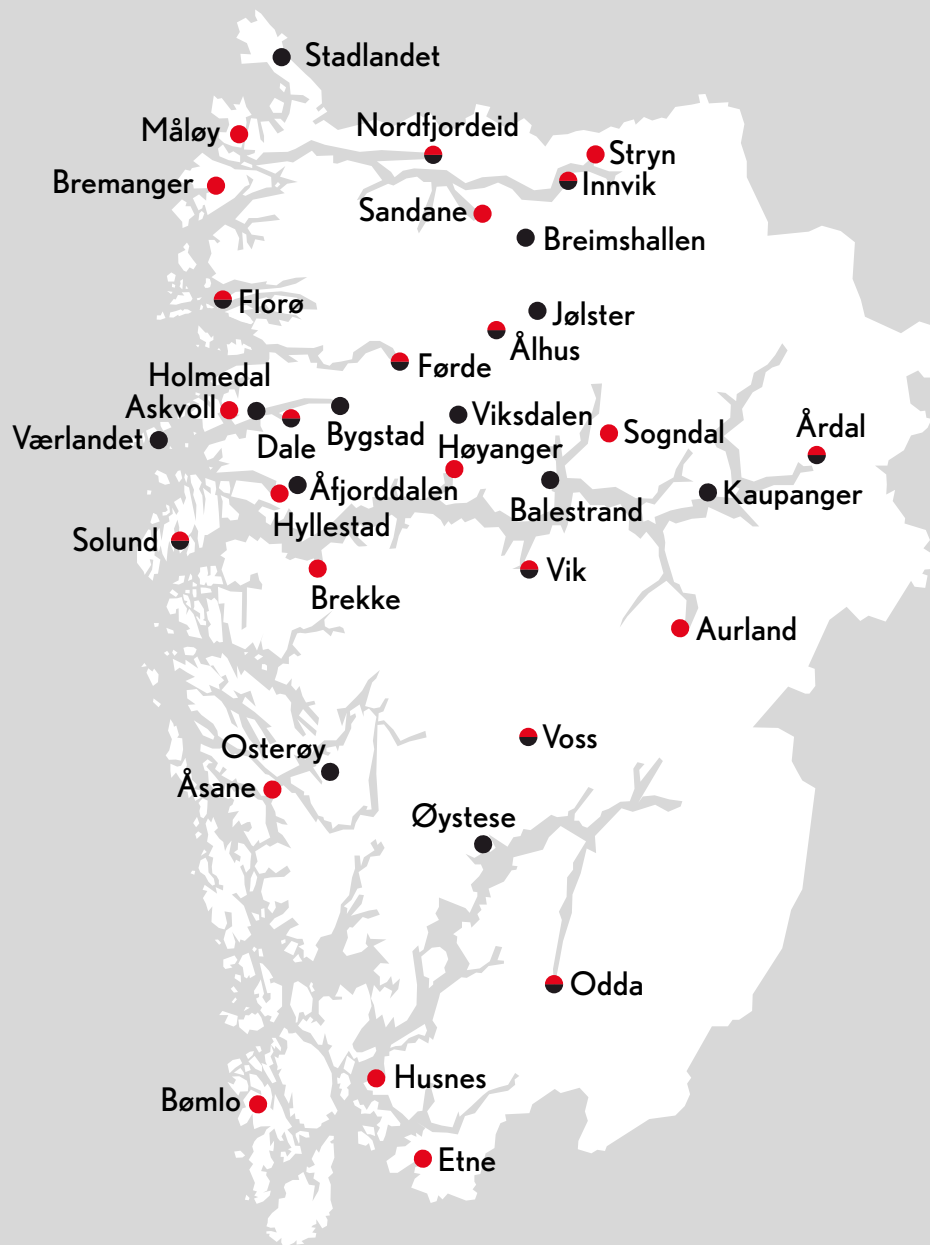 Stadlandet
Måløy
Nordfjordeid
Stryn
Bremanger
Innvik
Sandane
Breimshallen
Florø
Jølster
Ålhus
Førde
Holmedal
Askvoll
Værlandet
Dale
Bygstad
Viksdalen
Høyanger
Sogndal
Årdal
Åfjorddalen
Hyllestad
Balestrand
Kaupanger
Solund
Brekke
Vik
Aurland
Voss
Osterøy
Åsane
Øystese
Odda
Husnes
Bømlo
Etne